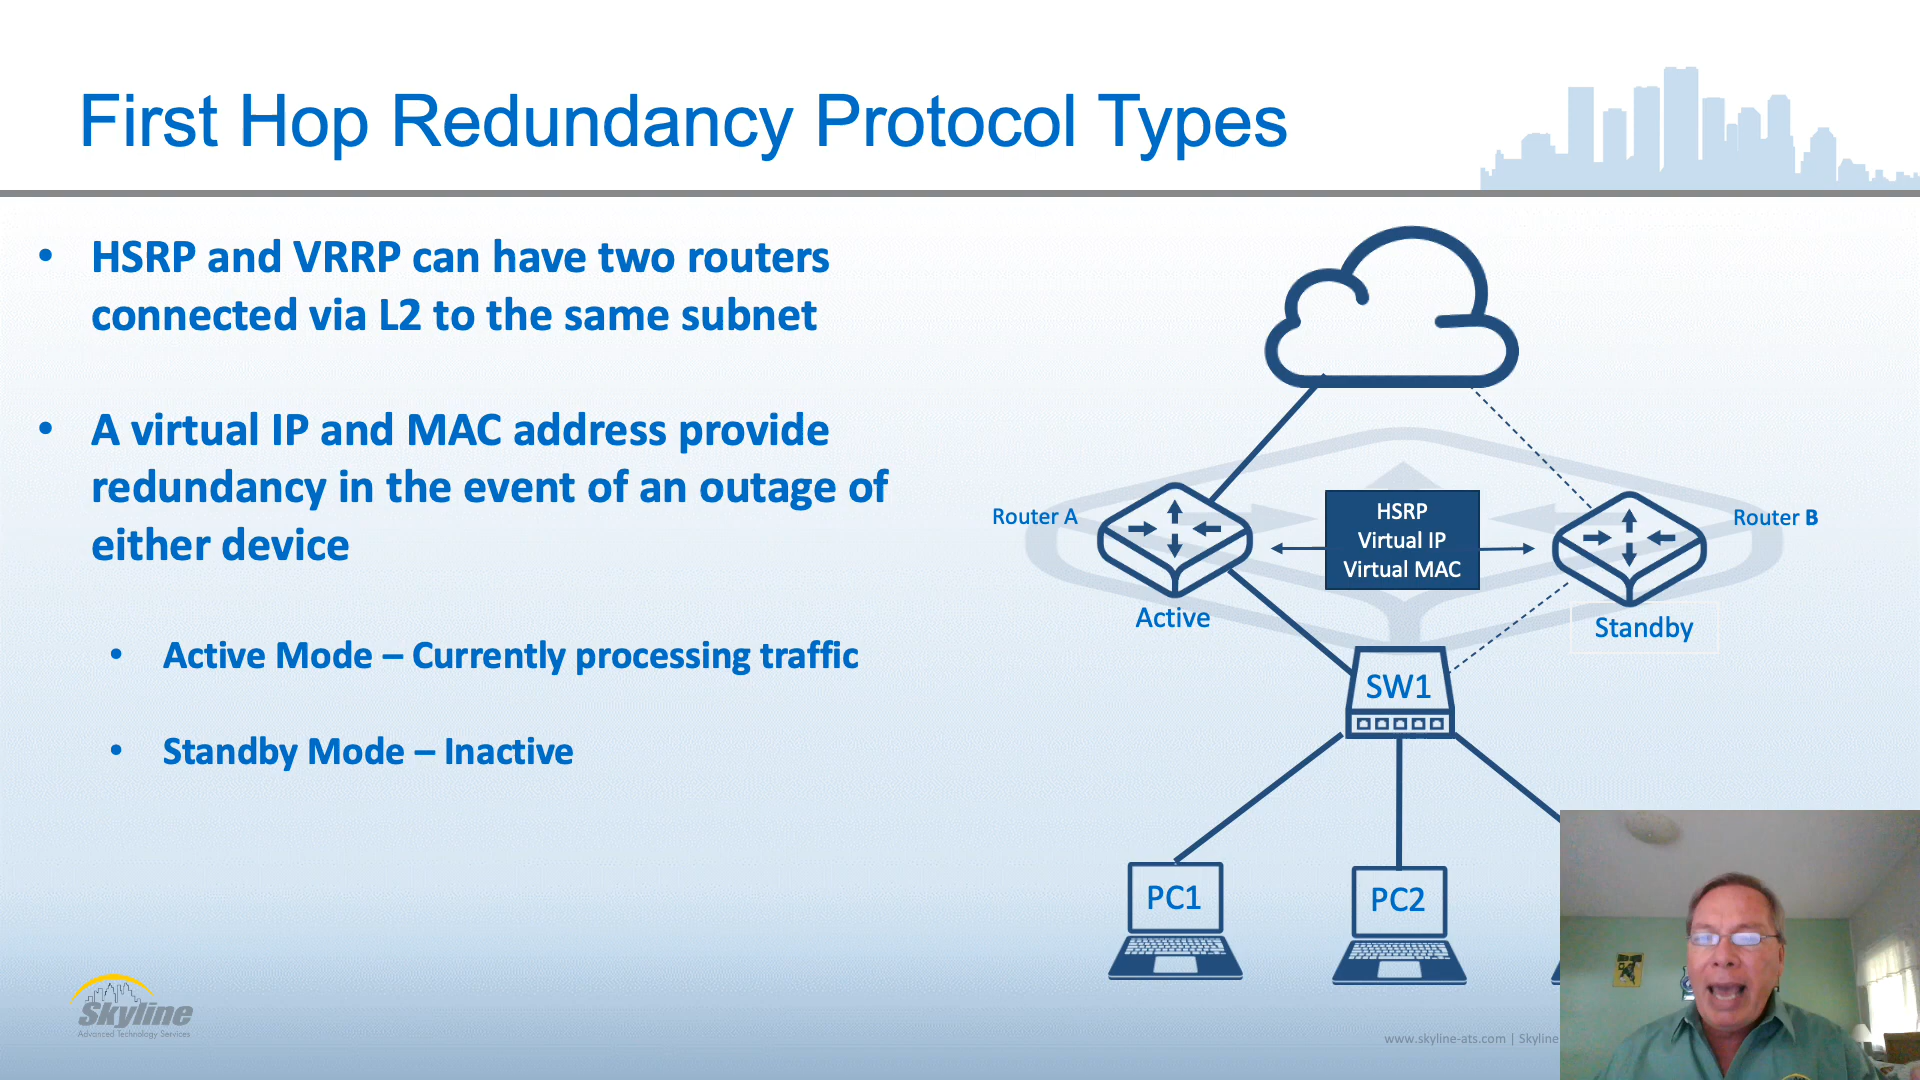 First Hop Redundancy Protocol Types
• HSRP and VRRP can have two routers
connected via L2 to the same subnet
• A virtual IP and MAC address provide
redundancy in the event of an outage of
either device
• Active Mode – Currently processing traffic
• Standby Mode – Inactive
Router A
HSRP
Virtual IP
Virtual MAC
Router B
Active
Standby
SW1
PC1
PC2
Skyline
Advanced Technology Services
www.skyline-ats.com | Skyline